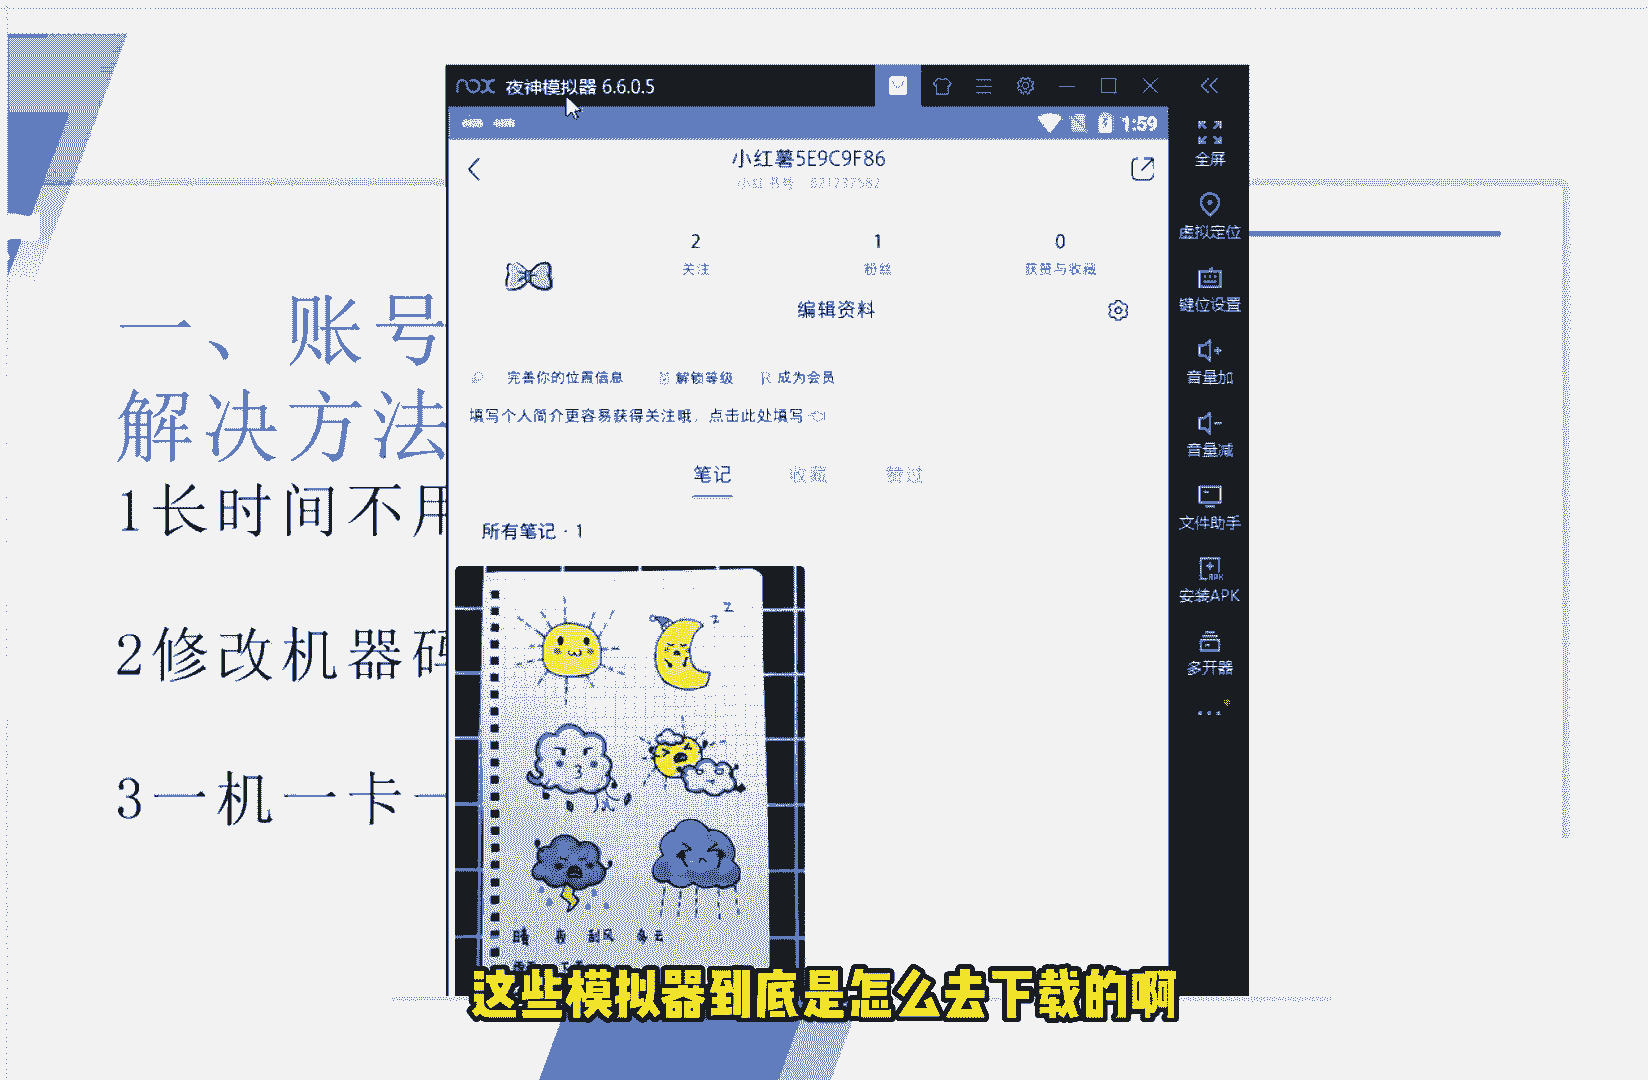 nox 夜神模拟器 6.6.0.5
1:59
小红薯5E9C9F86
小红书号
621737582
2
1
0
关注
粉丝
获赞与收藏
编辑资料
完善你的位置信息
解锁等级
成为会员
填写个人简介更容易获得关注哦，点击此处填写
笔记
收藏
赞过
所有笔记 · 1
全屏
虚拟定位
键位设置
音量加
音量减
文件助手
安装APK
多开器
一、账号
解决方法
1长时间不用
2修改机器码
3一机一卡一
这些模拟器到底是怎么去下载的啊